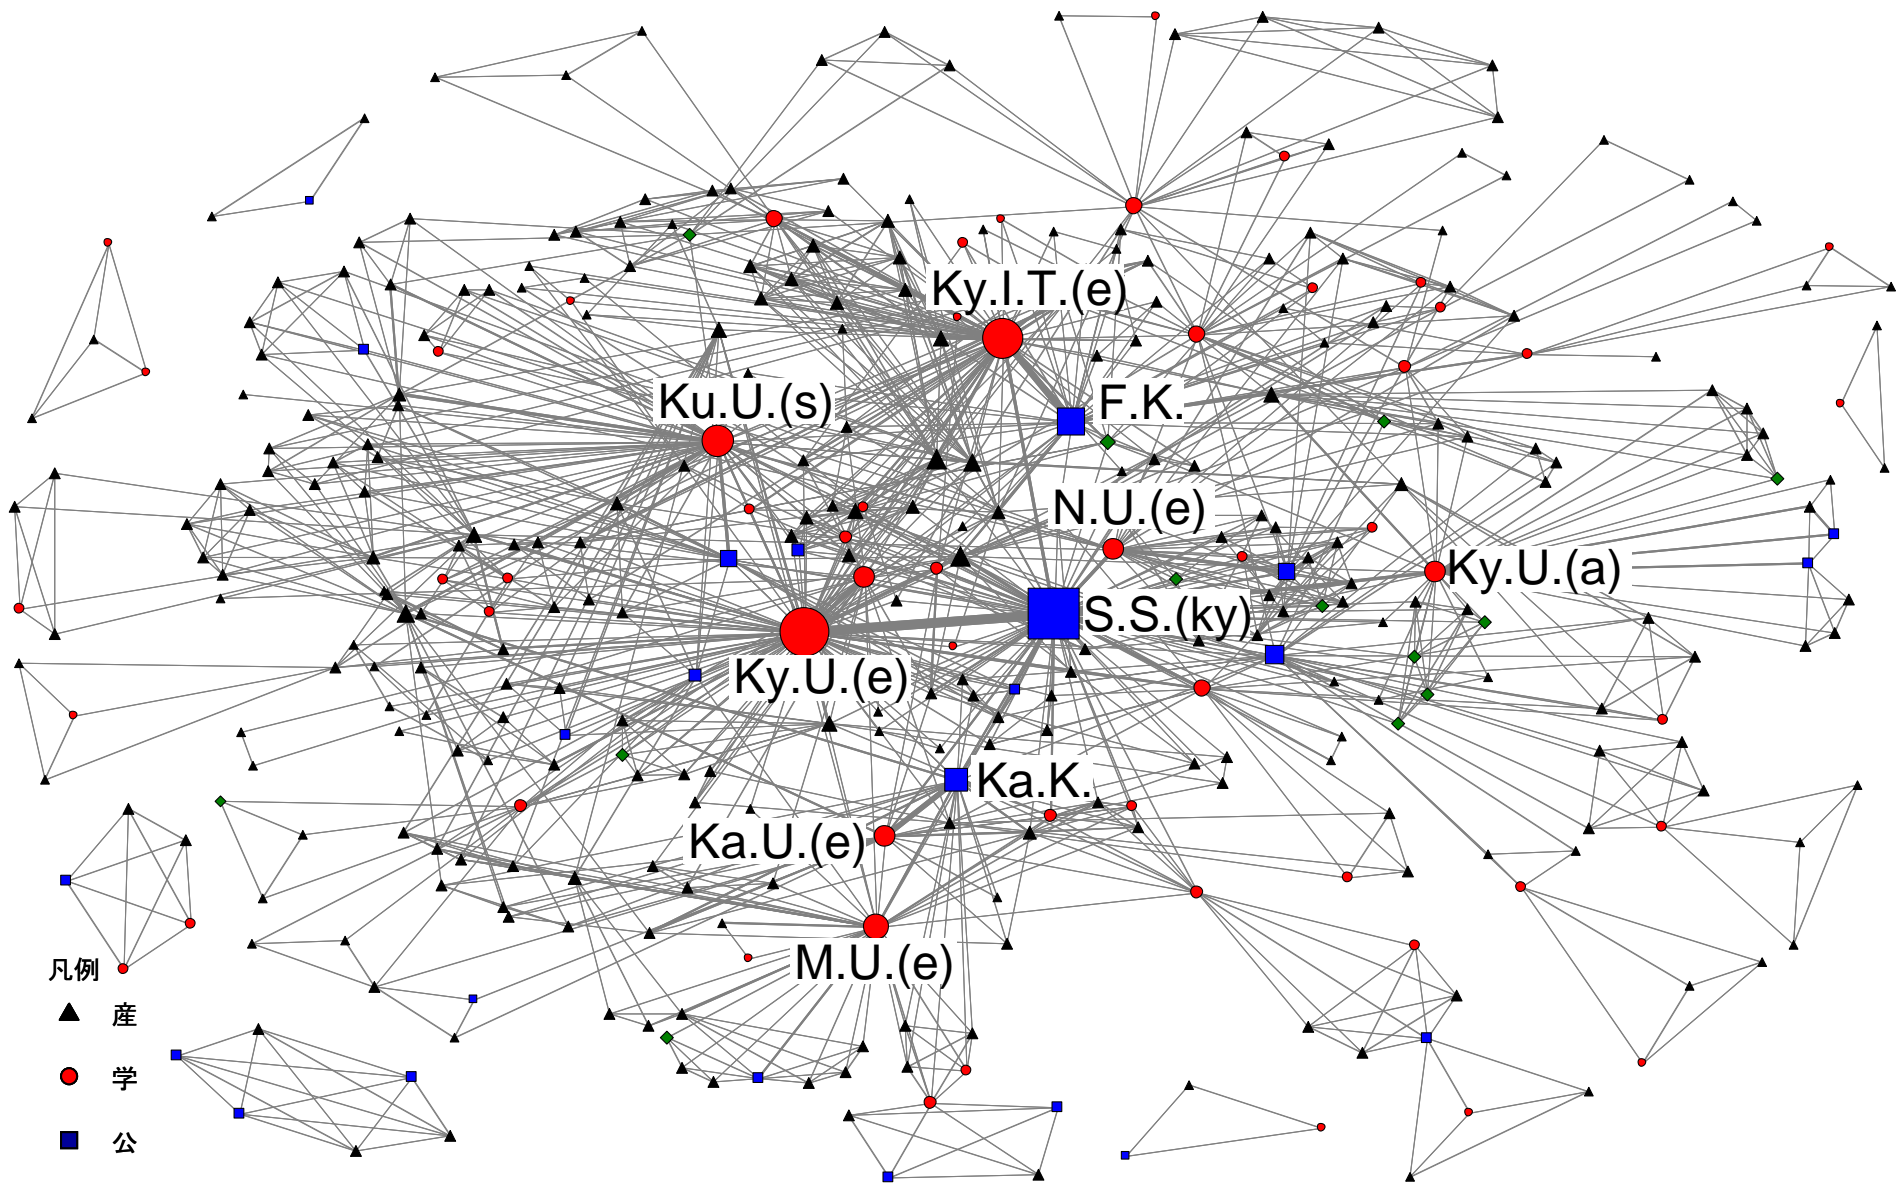 Ky.I.T.(e)
Ku.U.(s)
F.K.
N.U.(e)
Ky.U.(a)
S.S.(ky)
Ky.U.(e)
Ka.K.
Ka.U.(e)
M.U.(e)
凡例
産
学
公